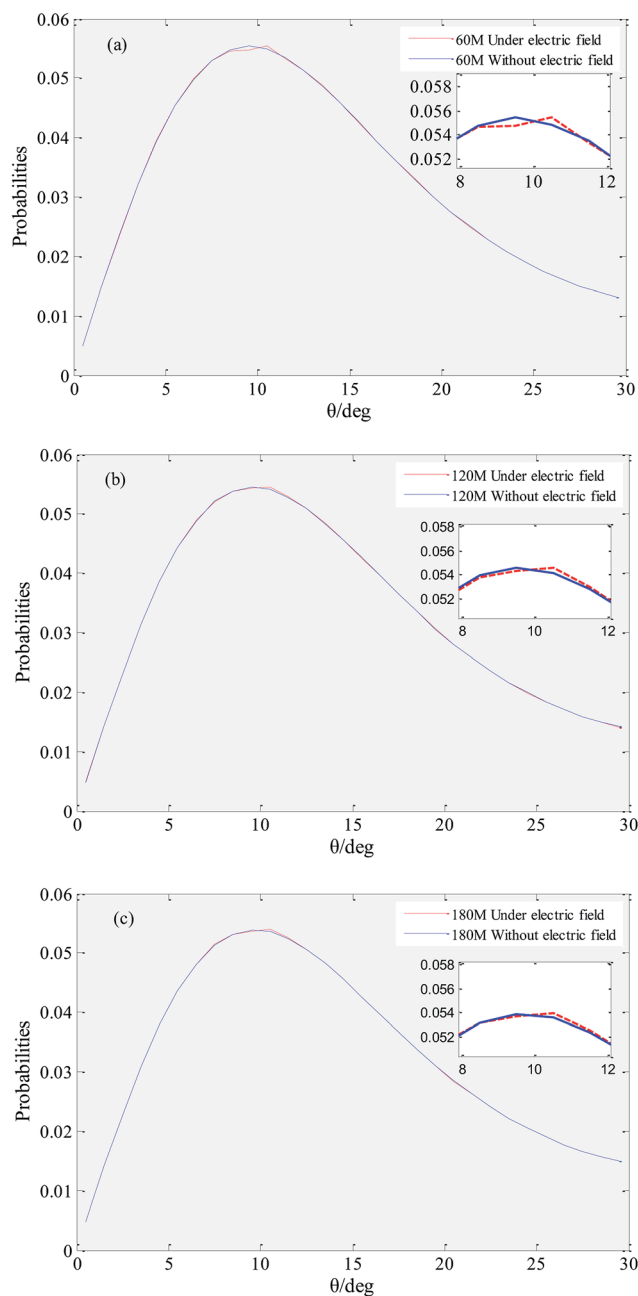 (a)
60M Under electric field
60M Without electric field
0.06
0.05
0.04
0.03
0.02
0.01
0
Probabilities
0.058
0.056
0.054
0.052
8 10 12
0 5 10 15 20 25 30
θ/deg
(b)
120M Under electric field
120M Without electric field
0.06
0.05
0.04
0.03
0.02
0.01
0
Probabilities
0.058
0.056
0.054
0.052
8 10 12
0 5 10 15 20 25 30
θ/deg
(c)
180M Under electric field
180M Without electric field
0.06
0.05
0.04
0.03
0.02
0.01
0
Probabilities
0.058
0.056
0.054
0.052
8 10 12
0 5 10 15 20 25 30
θ/deg